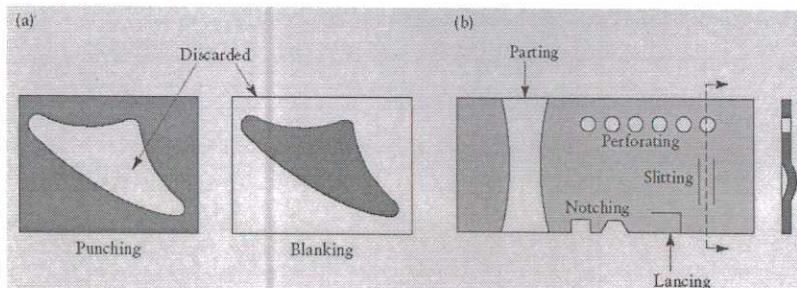 (a)
Discarded
Punching
Blanking
(b)
Parting
Perforating
Slitting
Notching
Lancing